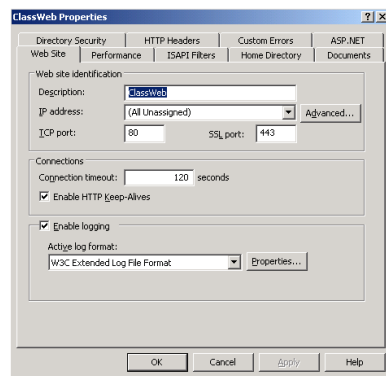 ClassWeb Properties
Directory Security HTTP Headers Custom Errors ASP.NET
Web Site Performance ISAPI Filters Home Directory Documents
Web site identification
Description: ClassWeb
IP address: (All Unassigned) Advanced...
TCP port: 80 SSL port: 443
Connections
Connection timeout: 120 seconds
Enable HTTP Keep-Alives
Enable logging
Active log format:
W3C Extended Log File Format Properties...
OK Cancel Apply Help